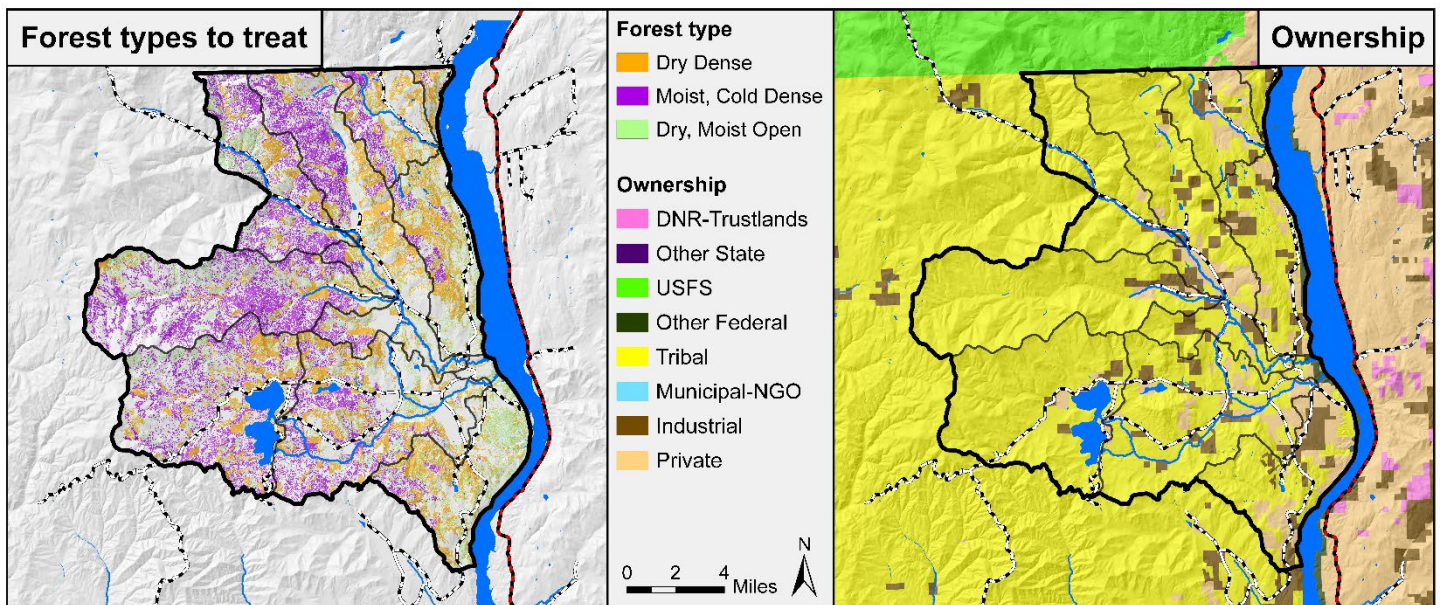 Forest types to treat
Forest type
Dry Dense
Moist, Cold Dense
Dry, Moist Open
Ownership
DNR-Trustlands
Other State
USFS
Other Federal
Tribal
Municipal-NGO
Industrial
Private
0 2 4 Miles
N
Ownership